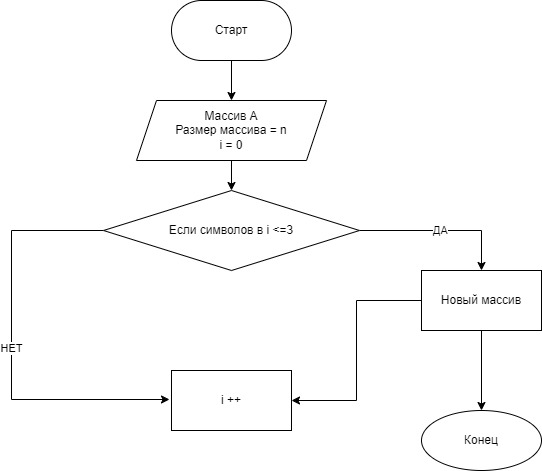 Старт
Массив А
Размер массива = n
i = 0
Если символов в i <=3
ДА
Новый массив
НЕТ
i ++
Конец